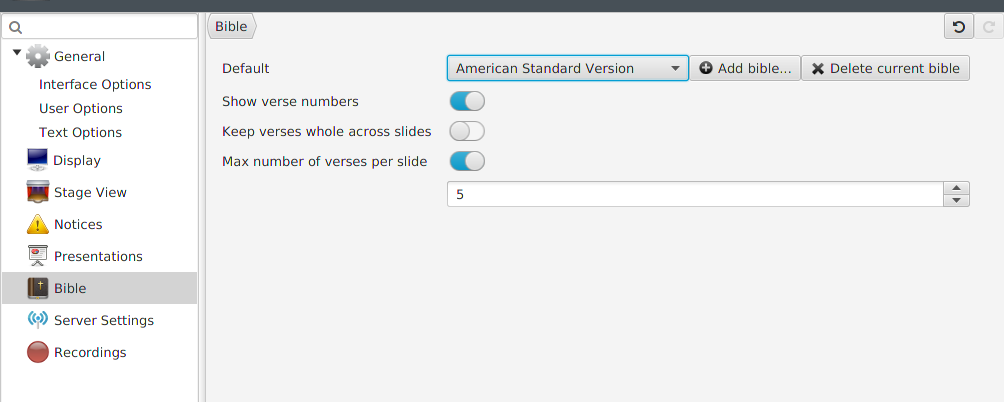 Bible
General
Interface Options
User Options
Text Options
Display
Stage View
Notices
Presentations
Bible
Server Settings
Recordings
Default
American Standard Version
Add bible...
Delete current bible
Show verse numbers
Keep verses whole across slides
Max number of verses per slide
5